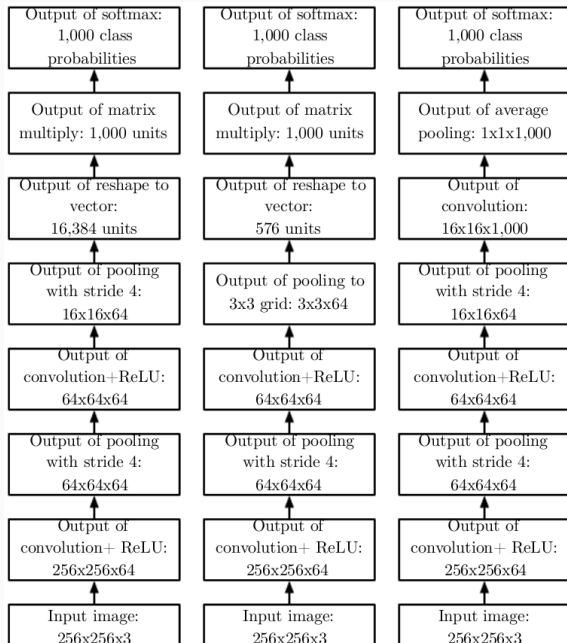 Output of softmax:
1,000 class
probabilities
Output of matrix
multiply: 1,000 units
Output of reshape to
vector:
16,384 units
Output of pooling
with stride 4:
16x16x64
Output of
convolution+ReLU:
64x64x64
Output of pooling
with stride 4:
64x64x64
Output of
convolution+ ReLU:
256x256x64
Input image:
256x256x3
Output of softmax:
1,000 class
probabilities
Output of matrix
multiply: 1,000 units
Output of reshape to
vector:
576 units
Output of pooling to
3x3 grid: 3x3x64
Output of
convolution+ReLU:
64x64x64
Output of pooling
with stride 4:
64x64x64
Output of
convolution+ ReLU:
256x256x64
Input image:
256x256x3
Output of softmax:
1,000 class
probabilities
Output of average
pooling: 1x1x1,000
Output of
convolution:
16x16x1,000
Output of pooling
with stride 4:
16x16x64
Output of
convolution+ReLU:
64x64x64
Output of pooling
with stride 4:
64x64x64
Output of
convolution+ ReLU:
256x256x64
Input image:
256x256x3